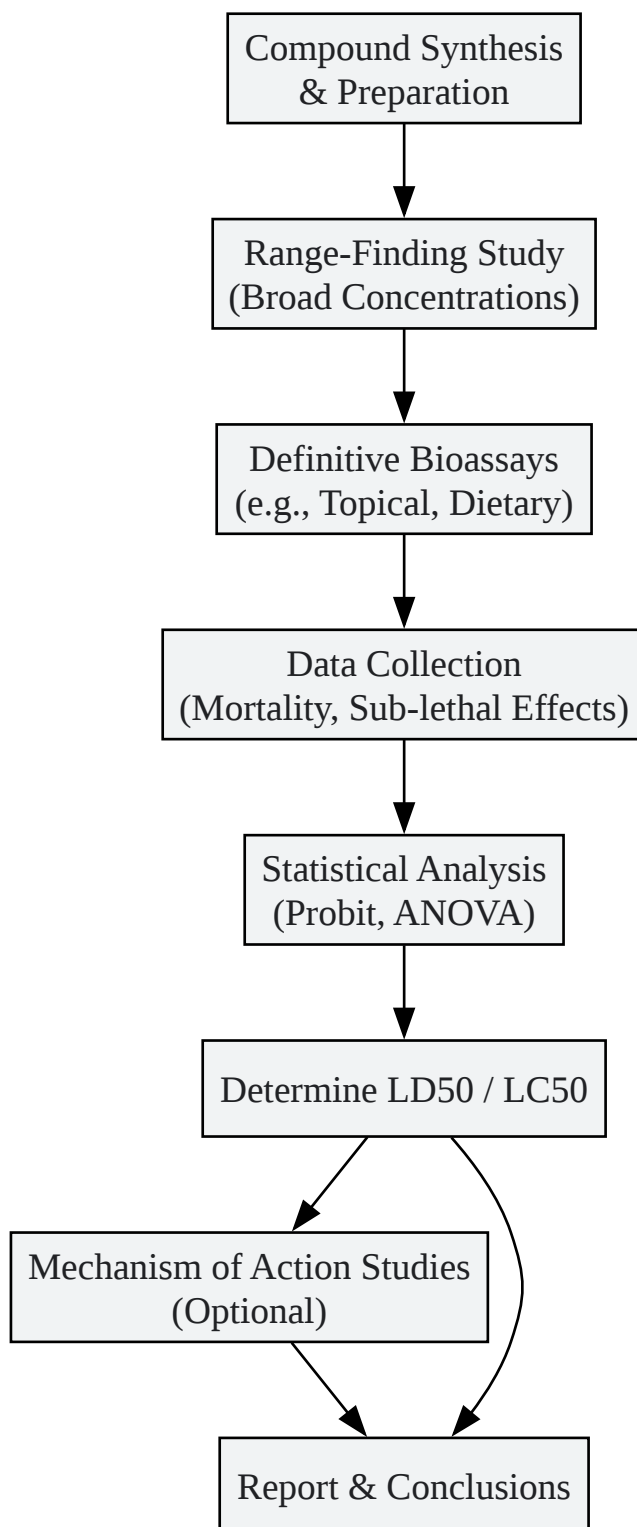 Compound Synthesis
& Preparation
Range-Finding Study
(Broad Concentrations)
Definitive Bioassays
(e.g., Topical, Dietary)
Data Collection
(Mortality, Sub-lethal Effects)
Statistical Analysis
(Probit, ANOVA)
Determine LD50 / LC50
Mechanism of Action Studies
(Optional)
Report & Conclusions